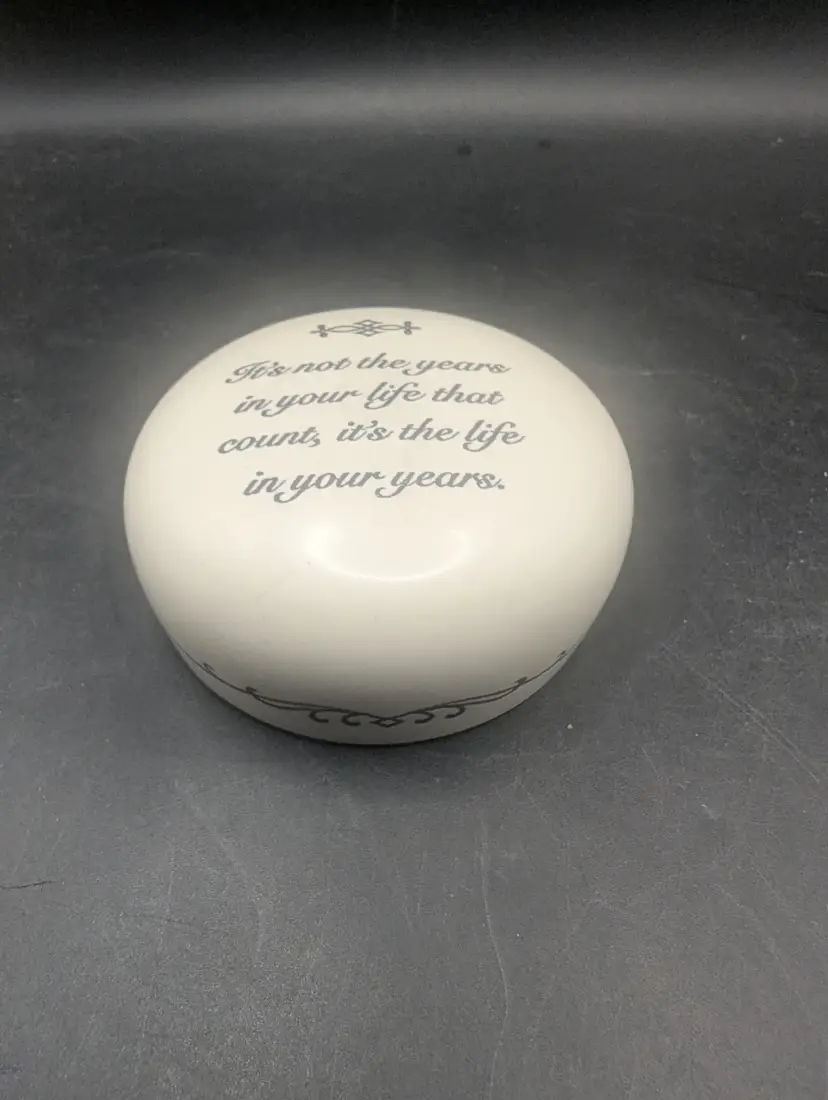 It's not the years
in your life that
count, it's the life
in your years.